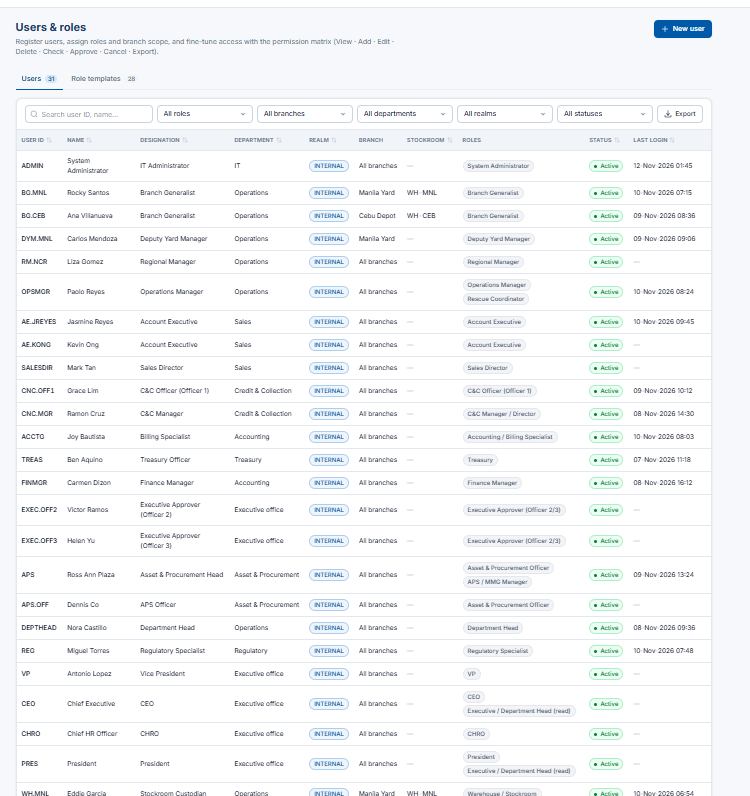 Users & roles
New user
Register users, assign roles and branch scope, and fine-tune access with the permission matrix (View · Add · Edit ·
Delete · Check · Approve · Cancel · Export).
Users 31 Role templates 28
Search user ID, name... All roles All branches All departments All realms All statuses Export
USER ID NAME DESIGNATION DEPARTMENT REALM BRANCH STOCKROOM ROLES STATUS LAST LOGIN
ADMIN System Administrator IT Administrator IT INTERNAL All branches — System Administrator Active 12-Nov-2026 01:45
BG.MNL Rocky Santos Branch Generalist Operations INTERNAL Manila Yard WH-MNL Branch Generalist Active 10-Nov-2026 07:15
BG.CEB Ana Villanueva Branch Generalist Operations INTERNAL Cebu Depot WH-CEB Branch Generalist Active 09-Nov-2026 08:36
DYM.MNL Carlos Mendoza Deputy Yard Manager Operations INTERNAL Manila Yard — Deputy Yard Manager Active 09-Nov-2026 09:06
RM.NCR Liza Gomez Regional Manager Operations INTERNAL All branches — Regional Manager Active —
OPSMGR Paolo Reyes Operations Manager Operations INTERNAL All branches — Operations Manager Rescue Coordinator Active 10-Nov-2026 08:24
AE.JREYES Jasmine Reyes Account Executive Sales INTERNAL All branches — Account Executive Active 10-Nov-2026 09:45
AE.KONG Kevin Ong Account Executive Sales INTERNAL All branches — Account Executive Active —
SALESDIR Mark Tan Sales Director Sales INTERNAL All branches — Sales Director Active —
CNC.OFF1 Grace Lim C&C Officer (Officer 1) Credit & Collection INTERNAL All branches — C&C Officer (Officer 1) Active 09-Nov-2026 10:12
CNC.MGR Ramon Cruz C&C Manager Credit & Collection INTERNAL All branches — C&C Manager / Director Active 08-Nov-2026 14:30
ACCTG Joy Bautista Billing Specialist Accounting INTERNAL All branches — Accounting / Billing Specialist Active 10-Nov-2026 08:03
TREAS Ben Aquino Treasury Officer Treasury INTERNAL All branches — Treasury Active 07-Nov-2026 11:18
FINMGR Carmen Dizon Finance Manager Accounting INTERNAL All branches — Finance Manager Active 08-Nov-2026 16:12
EXEC.OFF2 Victor Ramos Executive Approver (Officer 2) Executive office INTERNAL All branches — Executive Approver (Officer 2/3) Active —
EXEC.OFF3 Helen Yu Executive Approver (Officer 3) Executive office INTERNAL All branches — Executive Approver (Officer 2/3) Active —
APS Ross Ann Plaza Asset & Procurement Head Asset & Procurement INTERNAL All branches — Asset & Procurement Officer APS / MMG Manager Active 09-Nov-2026 13:24
APS.OFF Dennis Co APS Officer Asset & Procurement INTERNAL All branches — Asset & Procurement Officer Active —
DEPTHEAD Nora Castillo Department Head Operations INTERNAL All branches — Department Head Active 08-Nov-2026 09:36
REG Miguel Torres Regulatory Specialist Regulatory INTERNAL All branches — Regulatory Specialist Active 10-Nov-2026 07:48
VP Antonio Lopez Vice President Executive office INTERNAL All branches — VP Active —
CEO Chief Executive CEO Executive office INTERNAL All branches — CEO Executive / Department Head (read) Active —
CHRO Chief HR Officer CHRO Executive office INTERNAL All branches — CHRO Active —
PRES President President Executive office INTERNAL All branches — President Executive / Department Head (read) Active —
WH.MNL Eddie Garcia Stockroom Custodian Operations INTERNAL Manila Yard WH-MNL Warehouse / Stockroom Active 10-Nov-2026 06:54